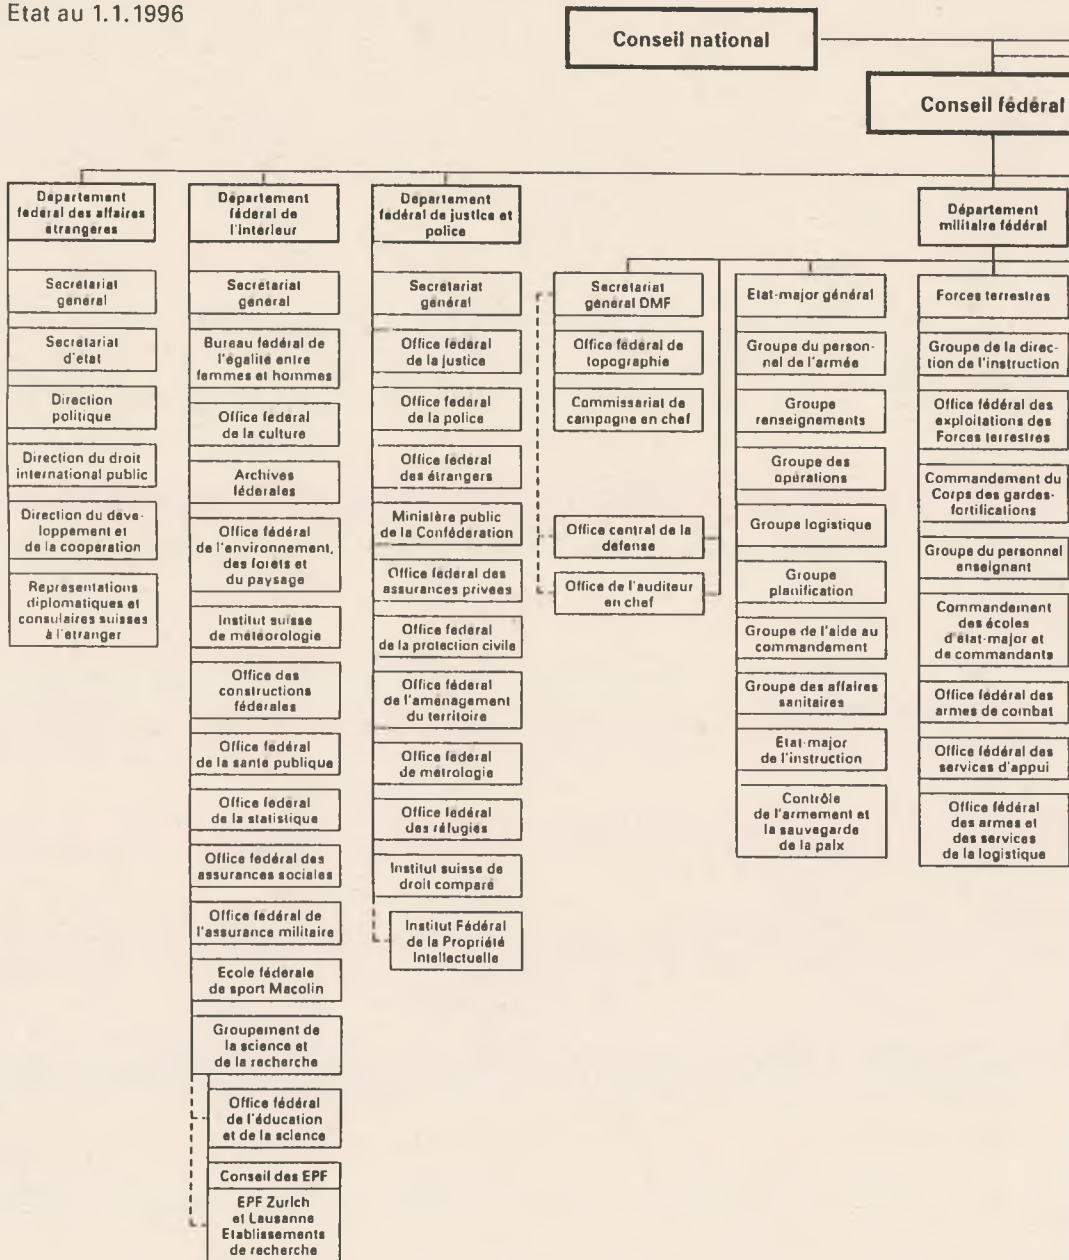 Etat au 1.1.1996
Conseil national
Conseil fédéral
Département
fédéral des affaires
étrangères
Secrétariat
général
Secrétariat
d'état
Direction
politique
Direction du droit
international public
Direction du déve-
loppement et
de la coopération
Représentations
diplomatiques et
consulaires suisses
à l'étranger
Département
fédéral de
l'intérieur
Secrétariat
général
Bureau fédéral de
l'égalité entre
femmes et hommes
Office fédéral
de la culture
Archives
fédérales
Office fédéral
de l'environnement,
des forêts et
du paysage
Institut suisse
de météorologie
Office des
constructions
fédérales
Office fédéral
de la santé publique
Office fédéral
de la statistique
Office fédéral des
assurances sociales
Office fédéral de
l'assurance militaire
Ecole fédérale
de sport Macolin
Groupement de
la science et
de la recherche
Office fédéral
de l'éducation
et de la science
Conseil des EPF
EPF Zurich
et Lausanne
Etablissements
de recherche
Département
fédéral de justice et
police
Secrétariat
général
Office fédéral
de la justice
Office fédéral
de la police
Office fédéral
des étrangers
Ministère public
de la Confédération
Office fédéral des
assurances privées
Office fédéral
de la protection civile
Office fédéral
de l'aménagement
du territoire
Office fédéral
de métrologie
Office fédéral
des réfugiés
Institut suisse de
droit comparé
Institut Fédéral
de la Propriété
Intellectuelle
Département
militaire fédéral
Secrétariat
général DMF
Office fédéral de
topographie
Commissariat de
campagne en chef
Office central de la
défense
Office de l'auditeur
en chef
Etat-major général
Groupe du person-
nel de l'armée
Groupe
renseignements
Groupe des
opérations
Groupe logistique
Groupe
planification
Groupe de l'aide au
commandement
Groupe des affaires
sanitaires
Etat-major
de l'instruction
Contrôle
de l'armement et
la sauvegarde
de la paix
Forces terrestres
Groupe de la direc-
tion de l'instruction
Office fédéral des
exploitations des
Forces terrestres
Commandement du
Corps des gardes-
fortifications
Groupe du personnel
enseignant
Commandement
des écoles
d'état-major et
de commandants
Office fédéral des
armes de combat
Office fédéral des
services d'appui
Office fédéral
des armes et
des services
de la logistique